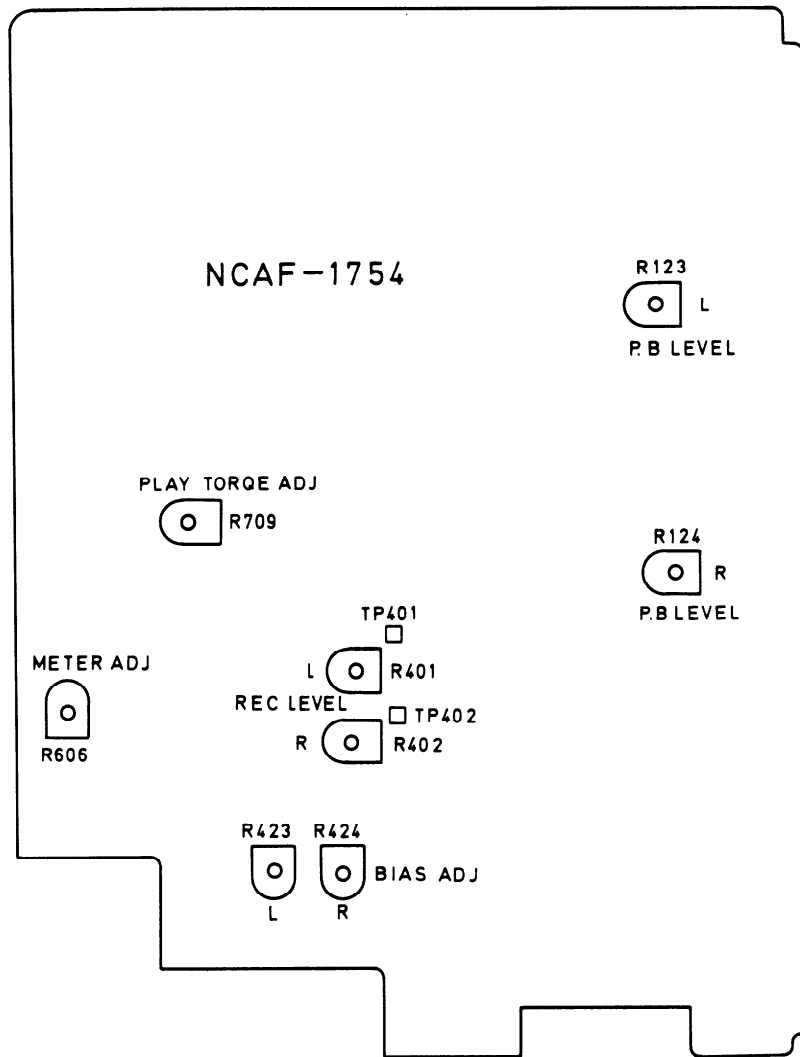 NCAF-1754
R123
L
P.B LEVEL
PLAY TORQE ADJ
R709
R124
R
P.B LEVEL
TP401
METER ADJ
L
R401
REC LEVEL
TP402
R
R402
R606
R423
R424
BIAS ADJ
L
R